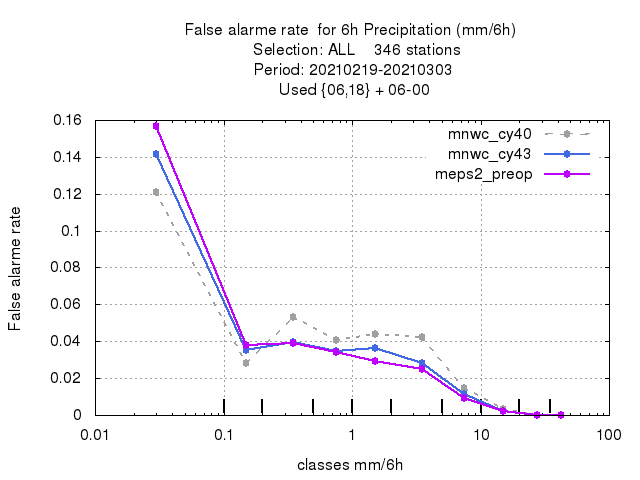 False alarme rate  for 6h Precipitation (mm/6h)
Selection: ALL    346 stations
Period: 20210219-20210303
Used {06,18} + 06-00
mnwc_cy40
mnwc_cy43
meps2_preop
False alarme rate
0.16
0.14
0.12
0.1
0.08
0.06
0.04
0.02
0
0.01 0.1 1 10 100
classes mm/6h